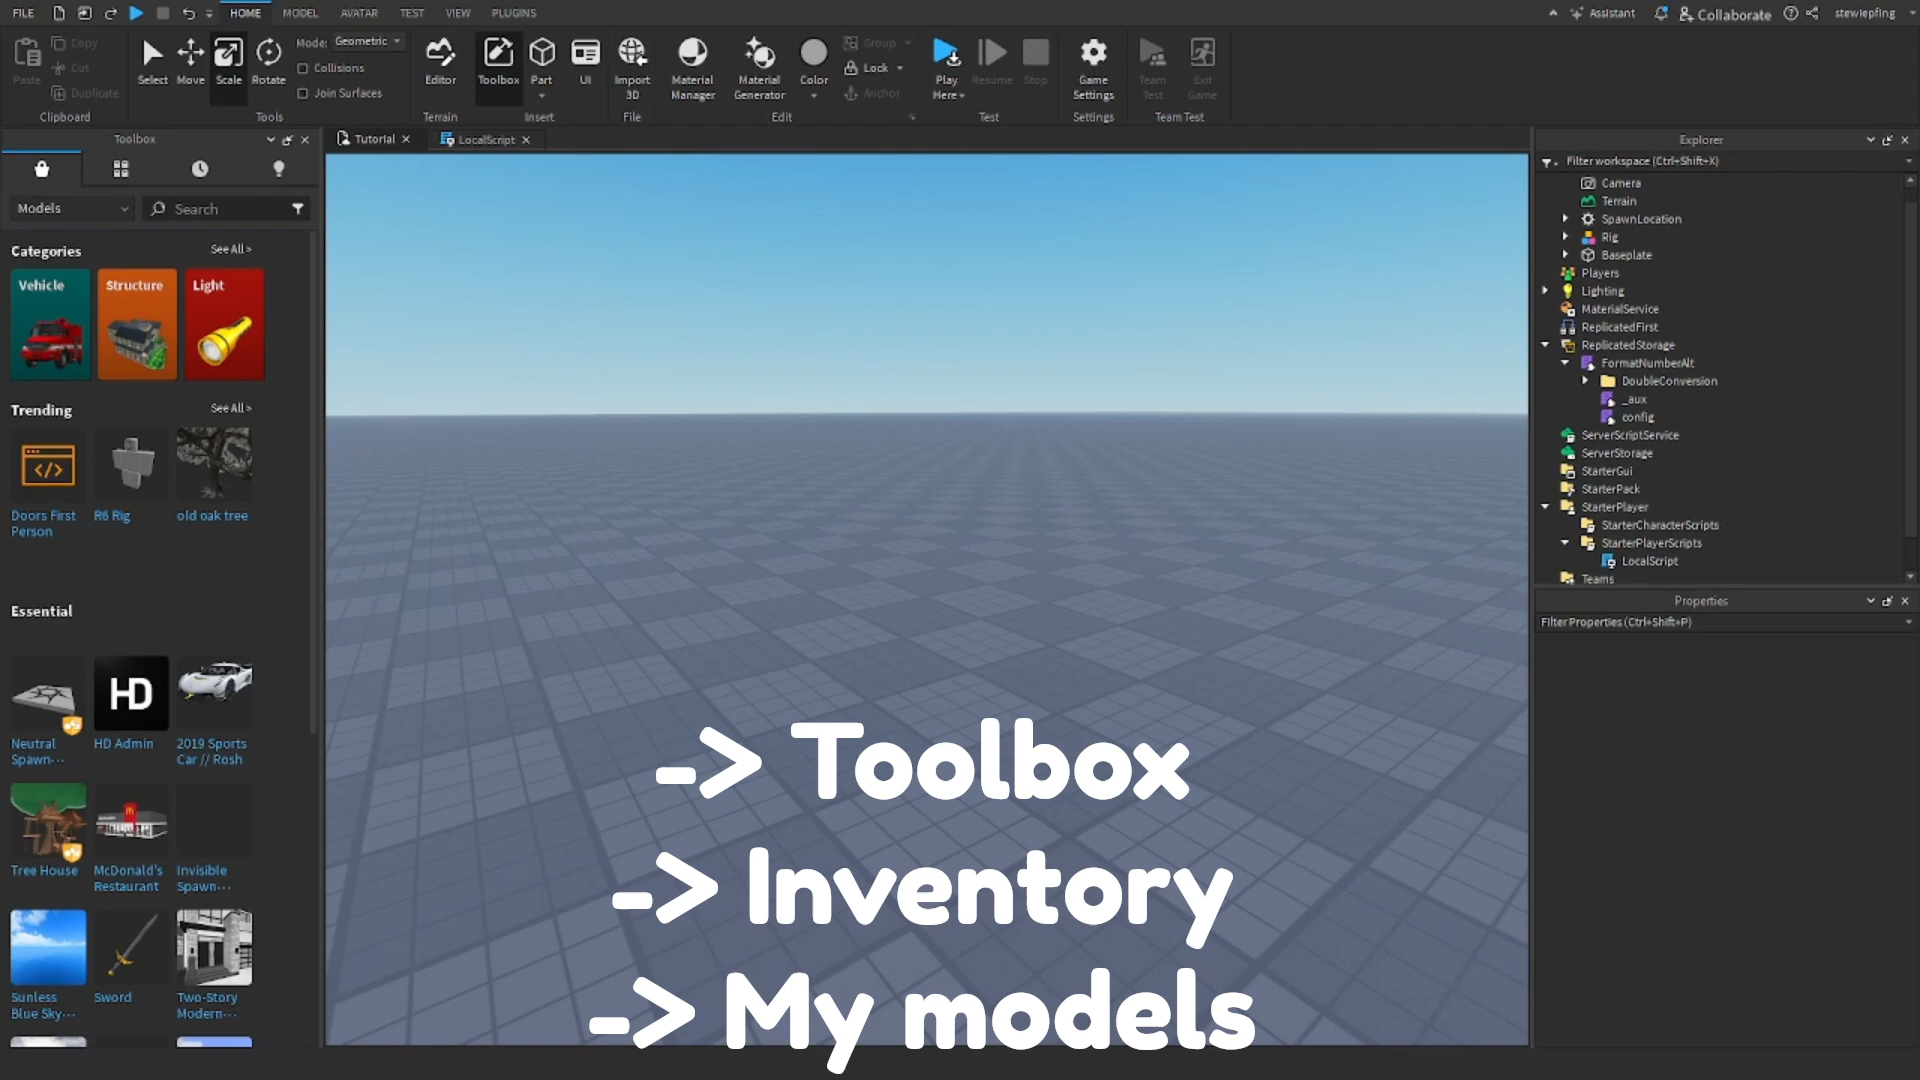 FILE HOME MODEL AVATAR TEST VIEW PLUGINS Assistant Collaborate stewiepfing
Paste Copy Cut Duplicate Select Move Scale Rotate Mode: Geometric Collisions Join Surfaces Editor Toolbox Part UI Import 3D Material Manager Material Generator Color Group Lock Anchor Play Here Resume Stop Game Settings Team Test Exit Game
Clipboard Tools Terrain Insert File Edit Test Settings Team Test
Toolbox
Models Search
Categories See All >
Vehicle Structure Light
Trending See All >
Doors First Person
R6 Rig
old oak tree
Essential
Neutral Spawn···
HD
HD Admin
2019 Sports Car // Rosh
Tree House
McDonald's Restaurant
Invisible Spawn···
Sunless Blue Sky···
Sword
Two-Story Modern···
Tutorial LocalScript
-> Toolbox
-> Inventory
-> My models
Explorer
Filter workspace (Ctrl+Shift+X)
Camera
Terrain
SpawnLocation
Rig
Baseplate
Players
Lighting
MaterialService
ReplicatedFirst
ReplicatedStorage
FormatNumberAlt
DoubleConversion
_aux
config
ServerScriptService
ServerStorage
StarterGui
StarterPack
StarterPlayer
StarterCharacterScripts
StarterPlayerScripts
LocalScript
Teams
Properties
Filter Properties (Ctrl+Shift+P)